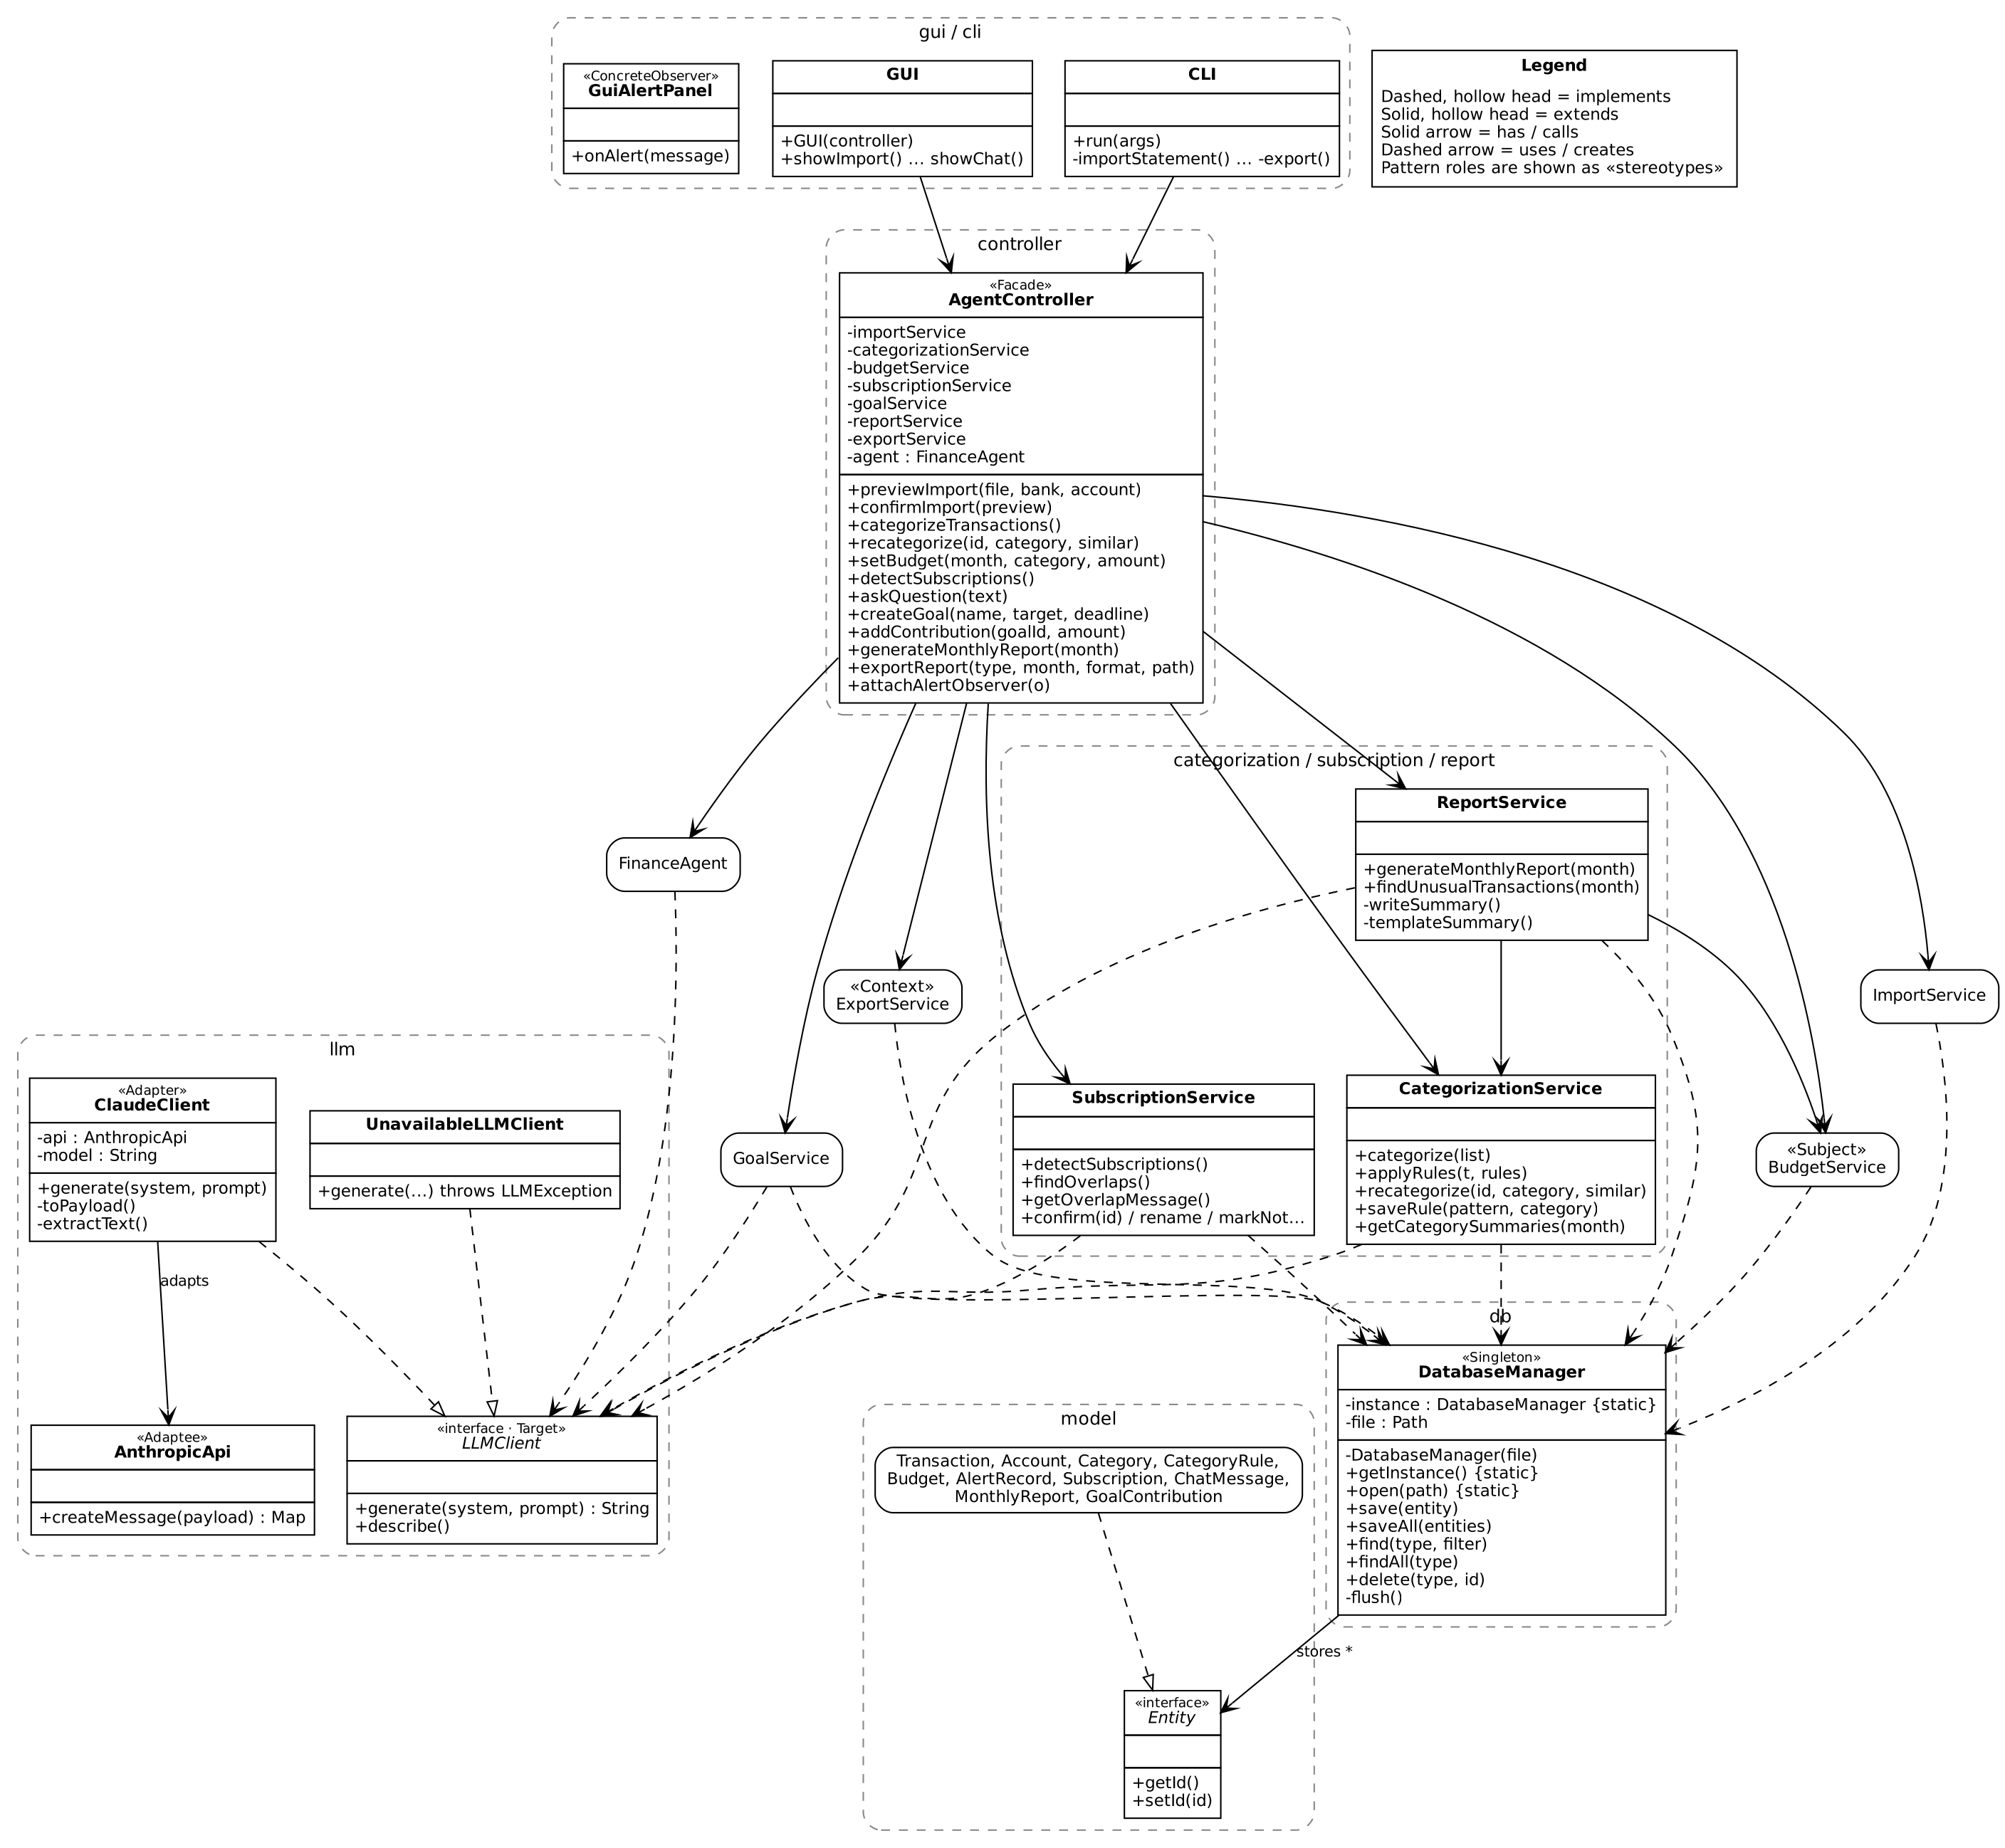 gui / cli
«ConcreteObserver»
GuiAlertPanel
+onAlert(message)
GUI
+GUI(controller)
+showImport() ... showChat()
CLI
+run(args)
-importStatement() ... -export()
Legend
Dashed, hollow head = implements
Solid, hollow head = extends
Solid arrow = has / calls
Dashed arrow = uses / creates
Pattern roles are shown as «stereotypes»
controller
«Facade»
AgentController
-importService
-categorizationService
-budgetService
-subscriptionService
-goalService
-reportService
-exportService
-agent : FinanceAgent
+previewImport(file, bank, account)
+confirmImport(preview)
+categorizeTransactions()
+recategorize(id, category, similar)
+setBudget(month, category, amount)
+detectSubscriptions()
+askQuestion(text)
+createGoal(name, target, deadline)
+addContribution(goalId, amount)
+generateMonthlyReport(month)
+exportReport(type, month, format, path)
+attachAlertObserver(o)
categorization / subscription / report
ReportService
+generateMonthlyReport(month)
+findUnusualTransactions(month)
-writeSummary()
-templateSummary()
FinanceAgent
«Context»
ExportService
ImportService
llm
«Adapter»
ClaudeClient
-api : AnthropicApi
-model : String
+generate(system, prompt)
-toPayload()
-extractText()
UnavailableLLMClient
+generate(...) throws LLMException
GoalService
SubscriptionService
+detectSubscriptions()
+findOverlaps()
+getOverlapMessage()
+confirm(id) / rename / markNot...
CategorizationService
+categorize(list)
+applyRules(t, rules)
+recategorize(id, category, similar)
+saveRule(pattern, category)
+getCategorySummaries(month)
«Subject»
BudgetService
adapts
«Adaptee»
AnthropicApi
+createMessage(payload) : Map
«interface · Target»
LLMClient
+generate(system, prompt) : String
+describe()
db
«Singleton»
DatabaseManager
-instance : DatabaseManager {static}
-file : Path
-DatabaseManager(file)
+getInstance() {static}
+open(path) {static}
+save(entity)
+saveAll(entities)
+find(type, filter)
+findAll(type)
+delete(type, id)
-flush()
model
Transaction, Account, Category, CategoryRule,
Budget, AlertRecord, Subscription, ChatMessage,
MonthlyReport, GoalContribution
stores *
«interface»
Entity
+getId()
+setId(id)